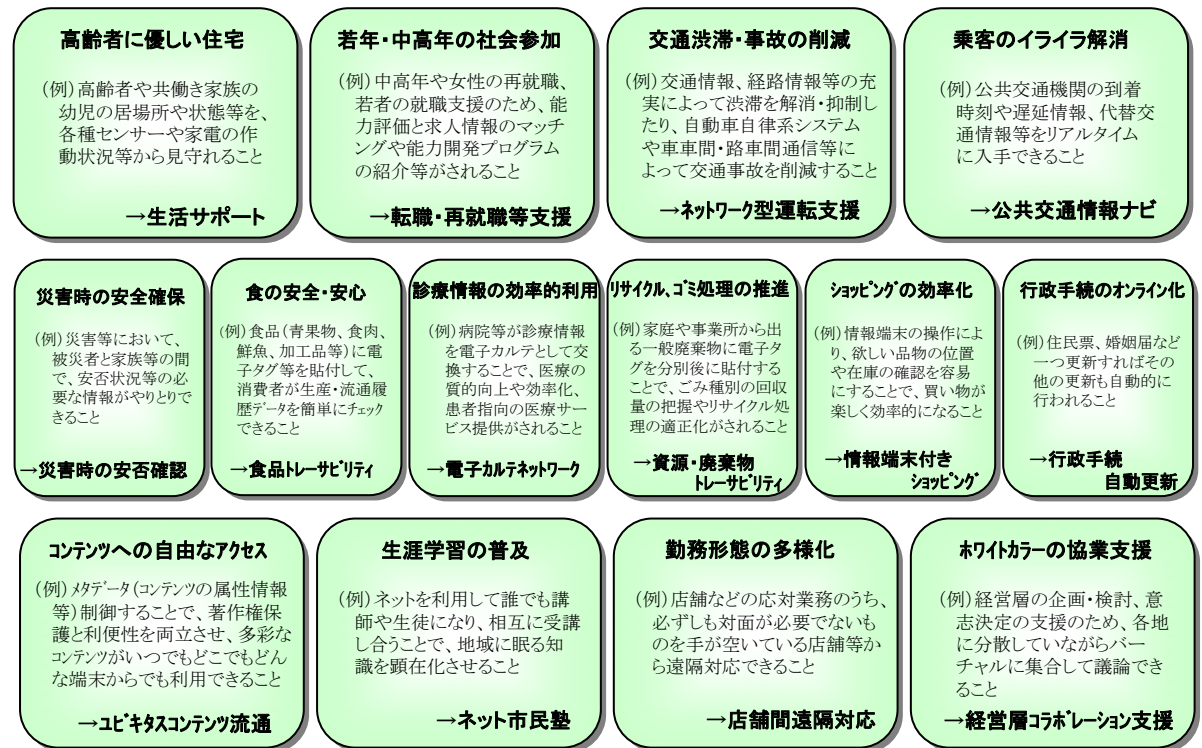 高齢者に優しい住宅
(例)高齢者や共働き家族の
幼児の居場所や状態等を、
各種センサーや家電の作
動状況等から見守れること
→生活サポート
若年・中高年の社会参加
(例)中高年や女性の再就職、
若者の就職支援のため、能
力評価と求人情報のマッチ
ングや能力開発プログラム
の紹介等がされること
→転職・再就職等支援
交通渋滞・事故の削減
(例)交通情報、経路情報等の充
実によって渋滞を解消・抑制し
たり、自動車自律系システム
や車車間・路車間通信等に
よって交通事故を削減すること
→ネットワーク型運転支援
乗客のイライラ解消
(例)公共交通機関の到着
時刻や遅延情報、代替交
通情報等をリアルタイム
に入手できること
→公共交通情報ナビ
災害時の安全確保
(例)災害等において、
被災者と家族等の間
で、安否状況等の必
要な情報がやりとりで
きること
→災害時の安否確認
食の安全・安心
(例)食品(青果物、食肉、
鮮魚、加工品等)に電
子タグ等を貼付して、
消費者が生産・流通履
歴データを簡単にチェック
できること
→食品トレーサビリティ
診療情報の効率的利用
(例)病院等が診療情報
を電子カルテとして交
換することで、医療の
質的向上や効率化、
患者指向の医療サー
ビス提供がされること
→電子カルテネットワーク
リサイクル、ゴミ処理の推進
(例)家庭や事業所から出
る一般廃棄物に電子タ
グを分別後に貼付する
ことで、ごみ種別の回収
量の把握やリサイクル処
理の適正化がされること
→資源・廃棄物
トレーサビリティ
ショッピングの効率化
(例)情報端末の操作によ
り、欲しい品物の位置
や在庫の確認を容易
にすることで、買い物が
楽しく効率的になること
→情報端末付き
ショッピング
行政手続のオンライン化
(例)住民票、婚姻届など
一つ更新すればその
他の更新も自動的に
行われること
→行政手続
自動更新
コンテンツへの自由なアクセス
(例)メタデータ(コンテンツの属性情報
等)制御することで、著作権保
護と利便性を両立させ、多彩な
コンテンツがいつでもどこでもどん
な端末からでも利用できること
→ユビキタスコンテンツ流通
生涯学習の普及
(例)ネットを利用して誰でも講
師や生徒になり、相互に受講
し合うことで、地域に眠る知
識を顕在化させること
→ネット市民塾
勤務形態の多様化
(例)店舗などの応対業務のうち、
必ずしも対面が必要でないも
のを手が空いている店舗等か
ら遠隔対応できること
→店舗間遠隔対応
ホワイトカラーの協業支援
(例)経営層の企画・検討、意
志決定の支援のため、各地
に分散していながらバー
チャルに集合して議論でき
ること
→経営層コラボレーション支援